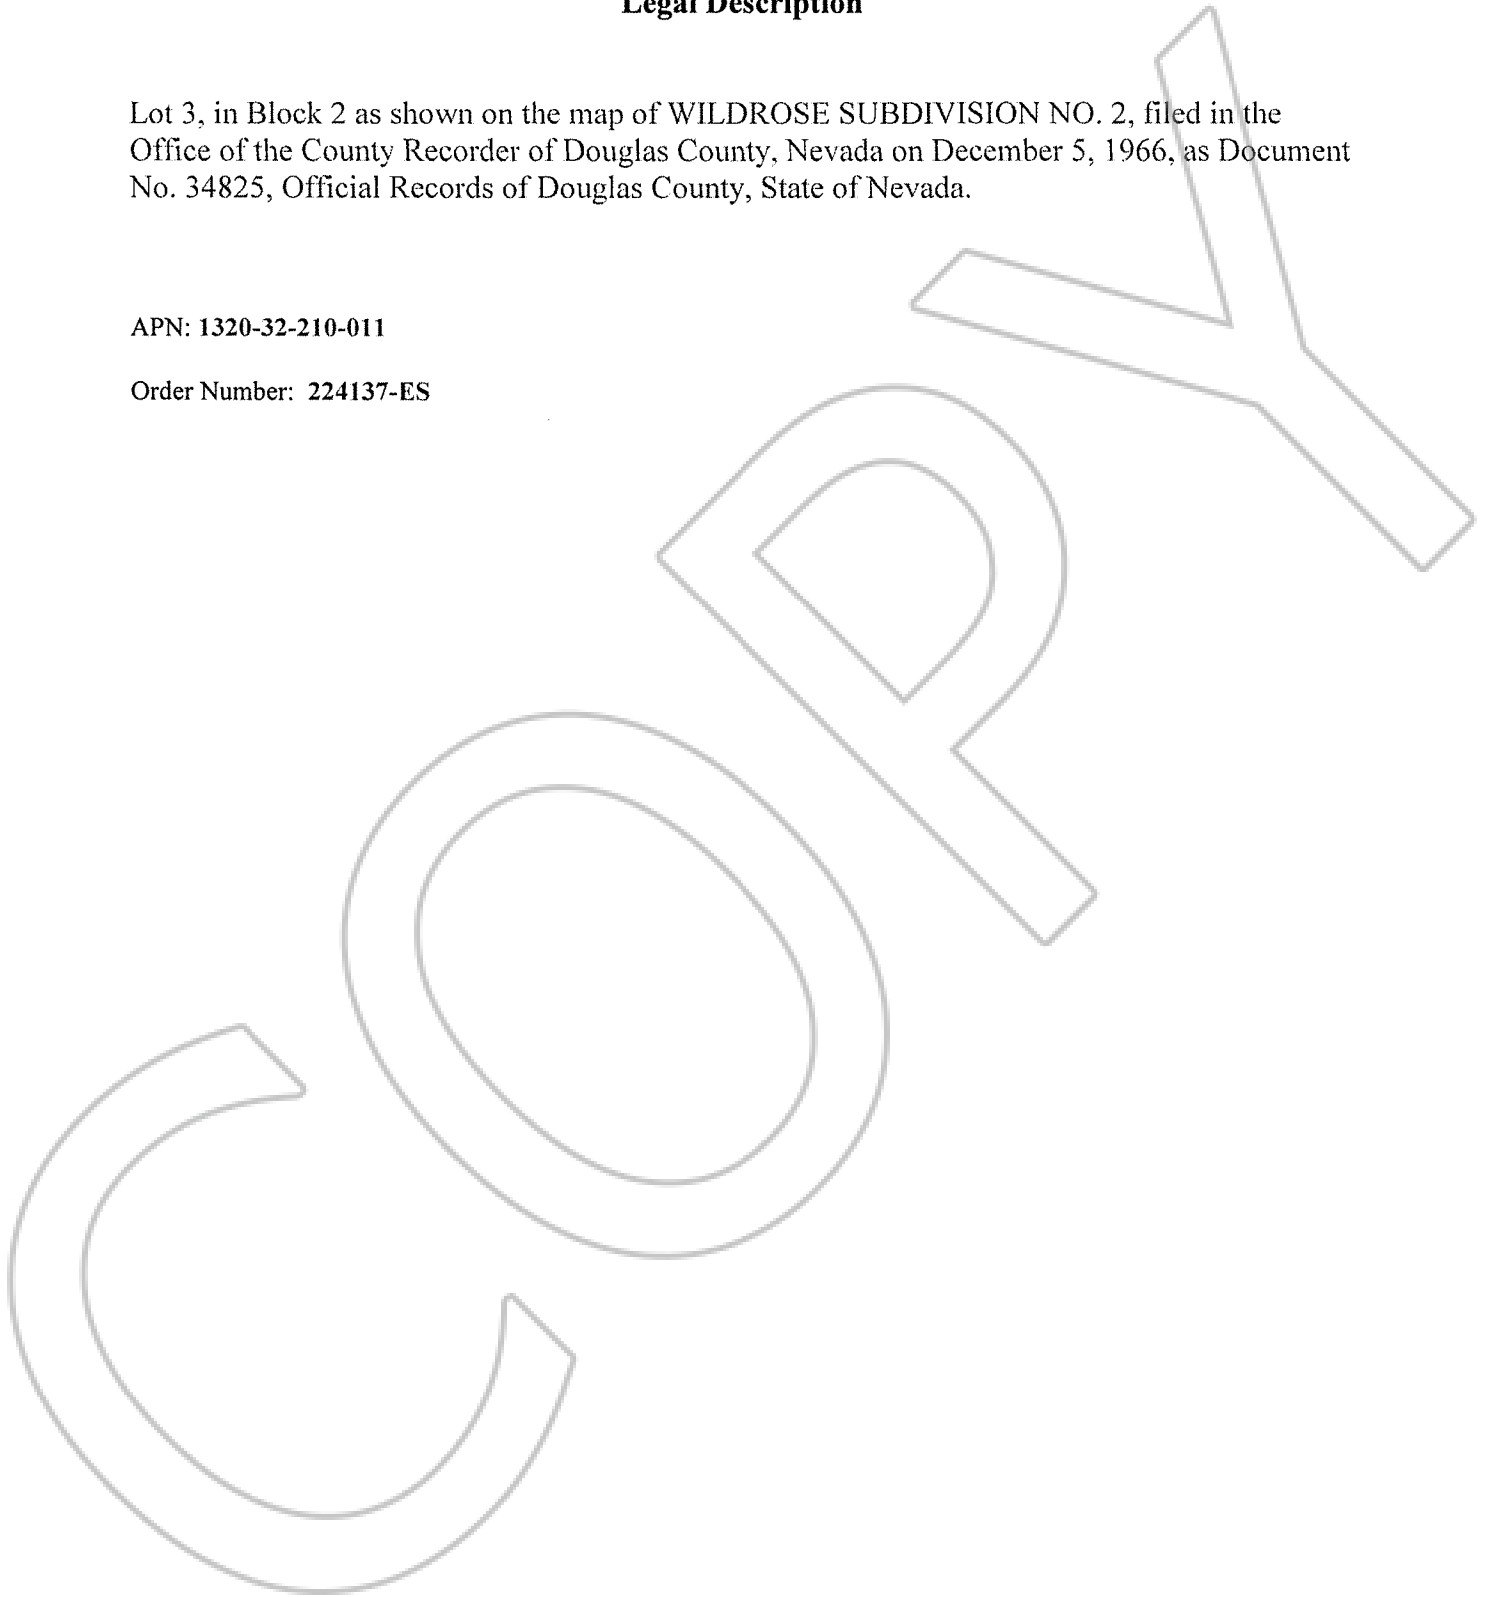 Legal Description
Lot 3, in Block 2 as shown on the map of WILDROSE SUBDIVISION NO. 2, filed in the
Office of the County Recorder of Douglas County, Nevada on December 5, 1966, as Document
No. 34825, Official Records of Douglas County, State of Nevada.
APN: 1320-32-210-011
Order Number: 224137-ES
COPY